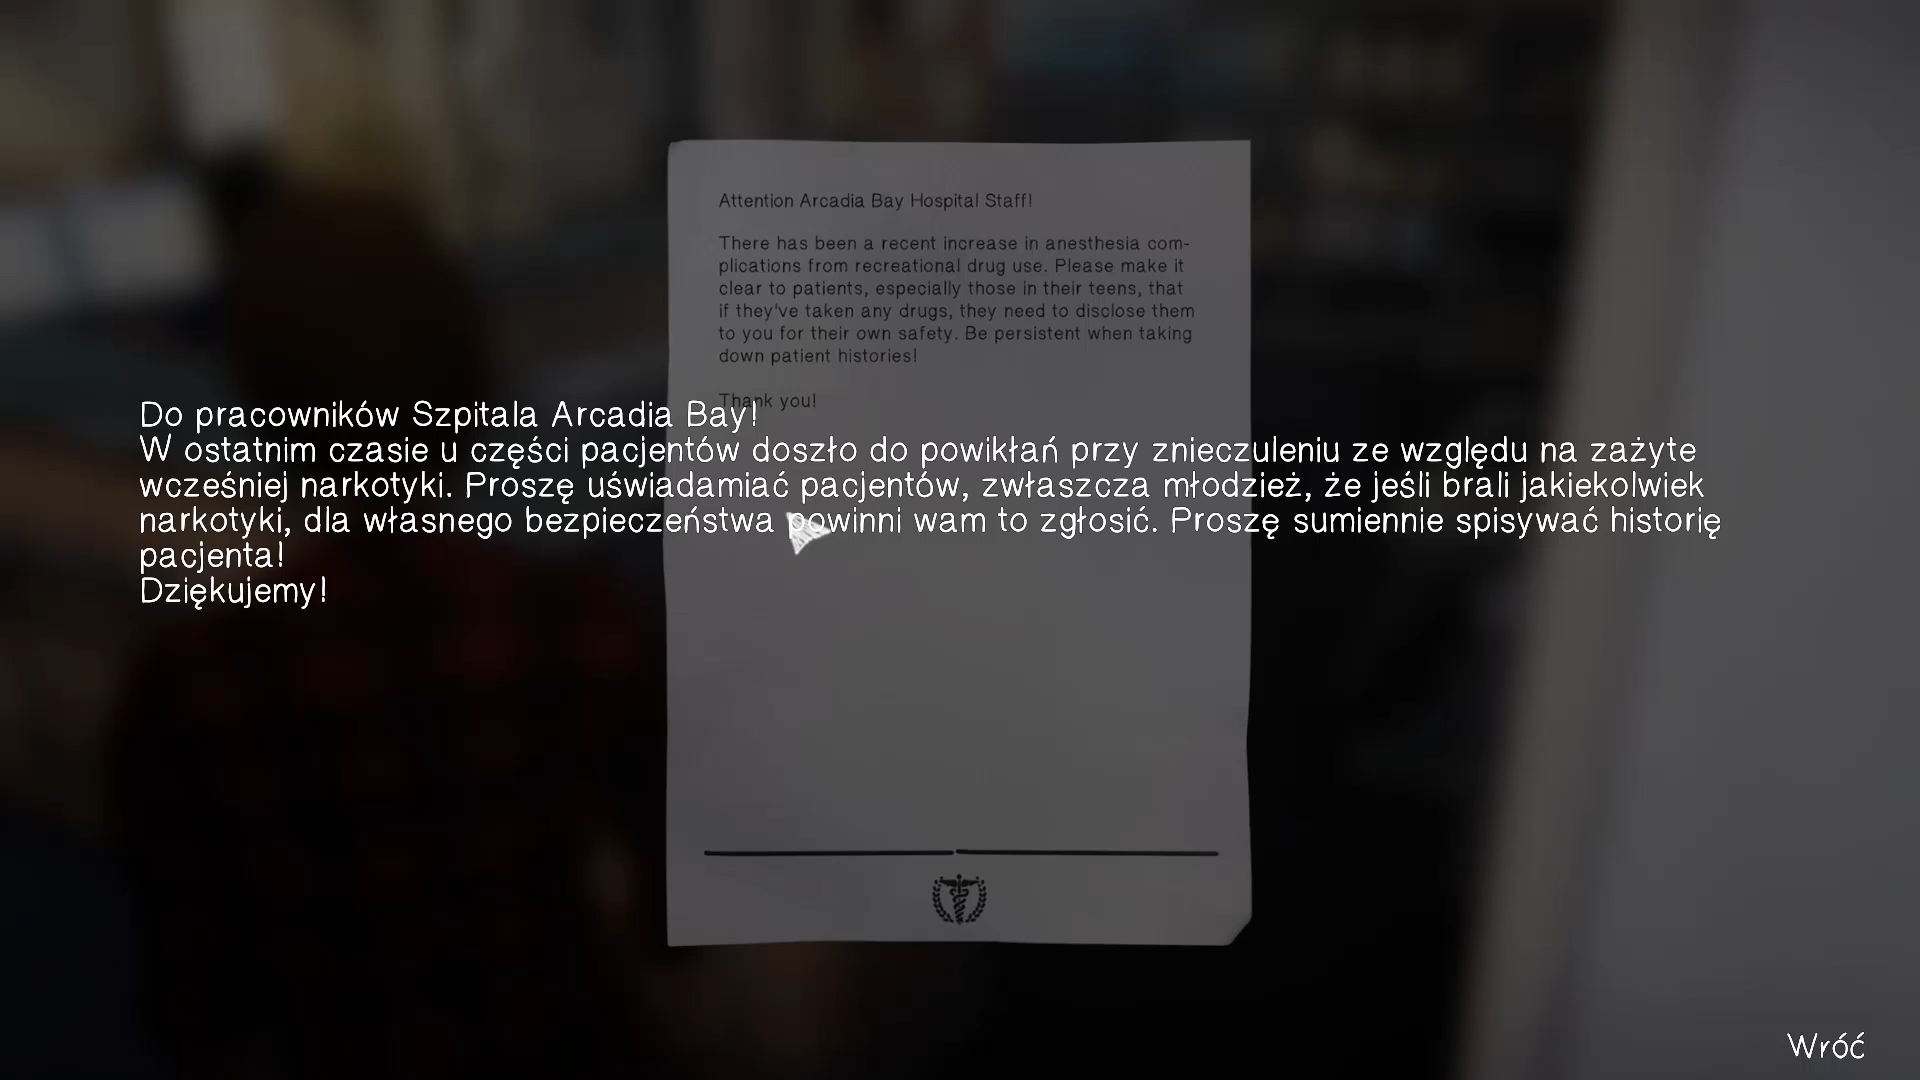 Attention Arcadia Bay Hospital Staff!
There has been a recent increase in anesthesia com-
plications from recreational drug use. Please make it
clear to patients, especially those in their teens, that
if they've taken any drugs, they need to disclose them
to you for their own safety. Be persistent when taking
down patient histories!
Thank you!
Do pracowników Szpitala Arcadia Bay!
W ostatnim czasie u części pacjentów doszło do powikłań przy znieczuleniu ze względu na zażyte
wcześniej narkotyki. Proszę uświadamiać pacjentów, zwłaszcza młodzież, że jeśli brali jakiekolwiek
narkotyki, dla własnego bezpieczeństwa powinni wam to zgłosić. Proszę sumiennie spisywać historię
pacjenta!
Dziękujemy!
Wróć